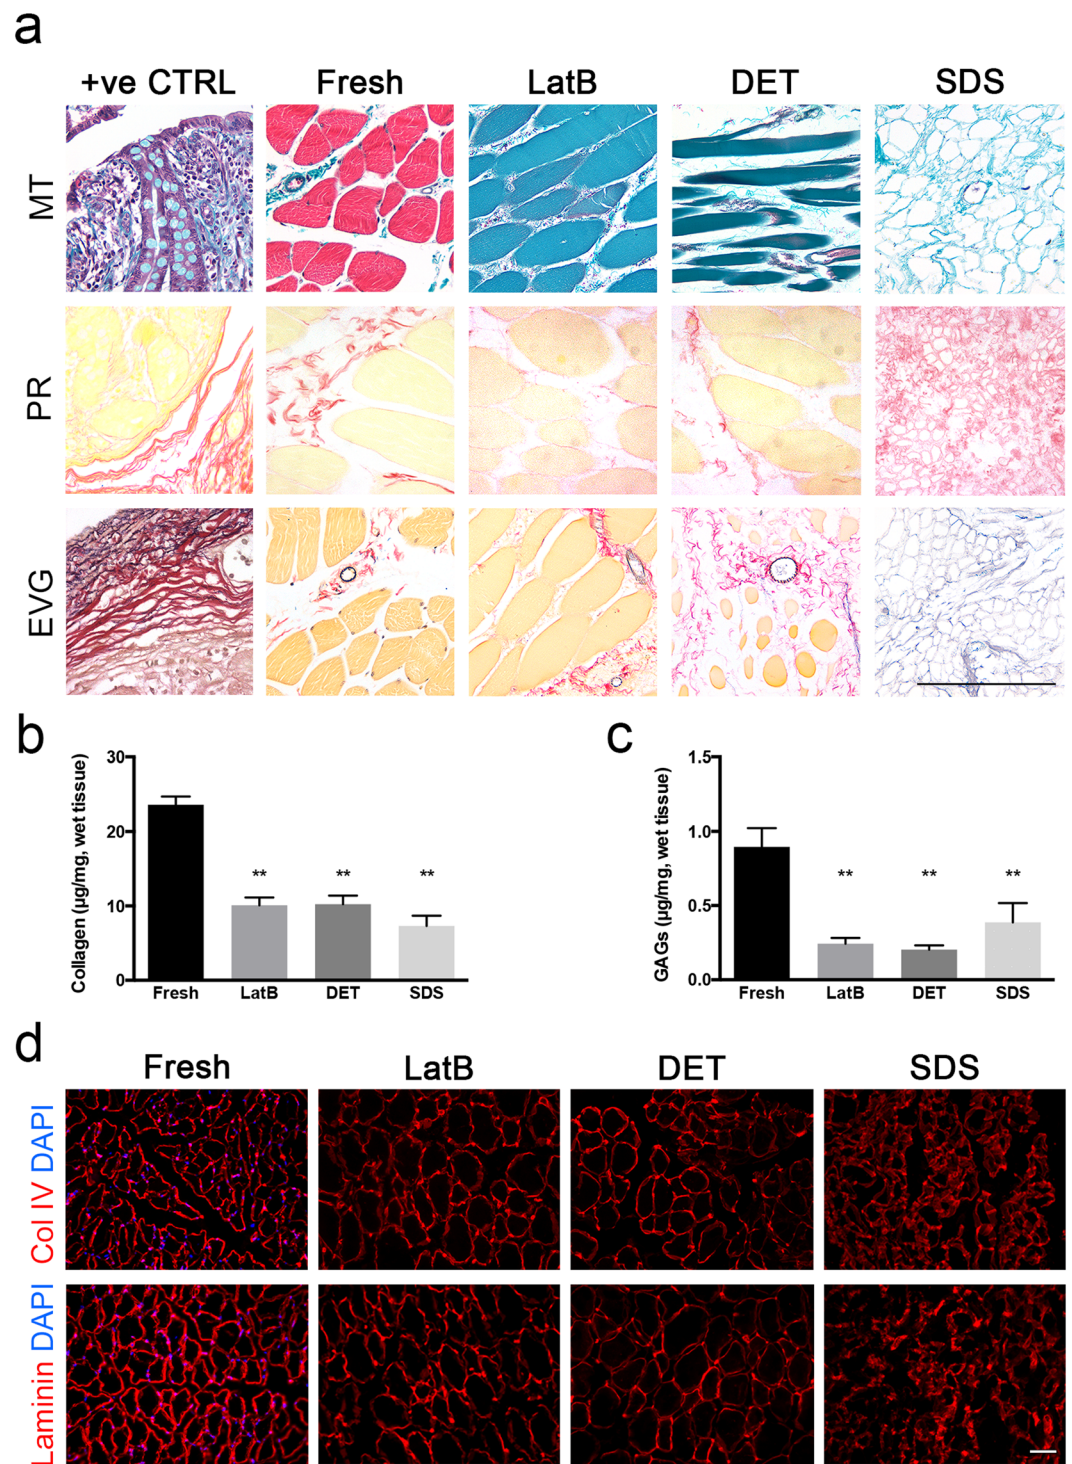 a
+ve CTRL Fresh LatB DET SDS
MT
PR
EVG
b
Collagen (µg/mg, wet tissue)
30
20
10
0
Fresh LatB DET SDS
** ** **
c
GAGs (µg/mg, wet tissue)
1.5
1.0
0.5
0.0
Fresh LatB DET SDS
** ** **
d
Fresh LatB DET SDS
Col IV DAPI
Laminin DAPI